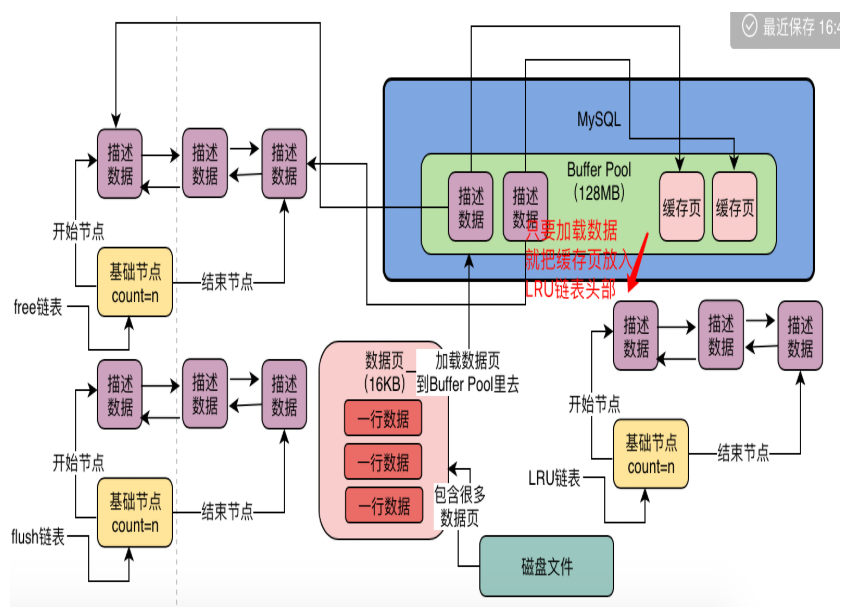 最近保存 16:4
MySQL
Buffer Pool
(128MB)
描述
数据
描述
数据
缓存页
缓存页
只要加载数据
就把缓存页放入
LRU链表头部
描述
数据
描述
数据
描述
数据
开始节点
基础节点
count=n
结束节点
free链表
描述
数据
描述
数据
描述
数据
开始节点
基础节点
count=n
结束节点
flush链表
数据页
(16KB)
一行数据
一行数据
一行数据
加载数据页
到Buffer Pool里去
包含很多
数据页
磁盘文件
描述
数据
描述
数据
描述
数据
开始节点
基础节点
count=n
结束节点
LRU链表